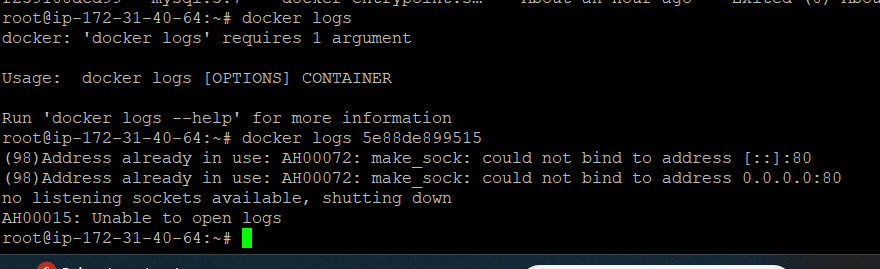 root@ip-172-31-40-64:~# docker logs
docker: 'docker logs' requires 1 argument
Usage:  docker logs [OPTIONS] CONTAINER
Run 'docker logs --help' for more information
root@ip-172-31-40-64:~# docker logs 5e88de899515
(98)Address already in use: AH00072: make_sock: could not bind to address [::]:80
(98)Address already in use: AH00072: make_sock: could not bind to address 0.0.0.0:80
no listening sockets available, shutting down
AH00015: Unable to open logs
root@ip-172-31-40-64:~#